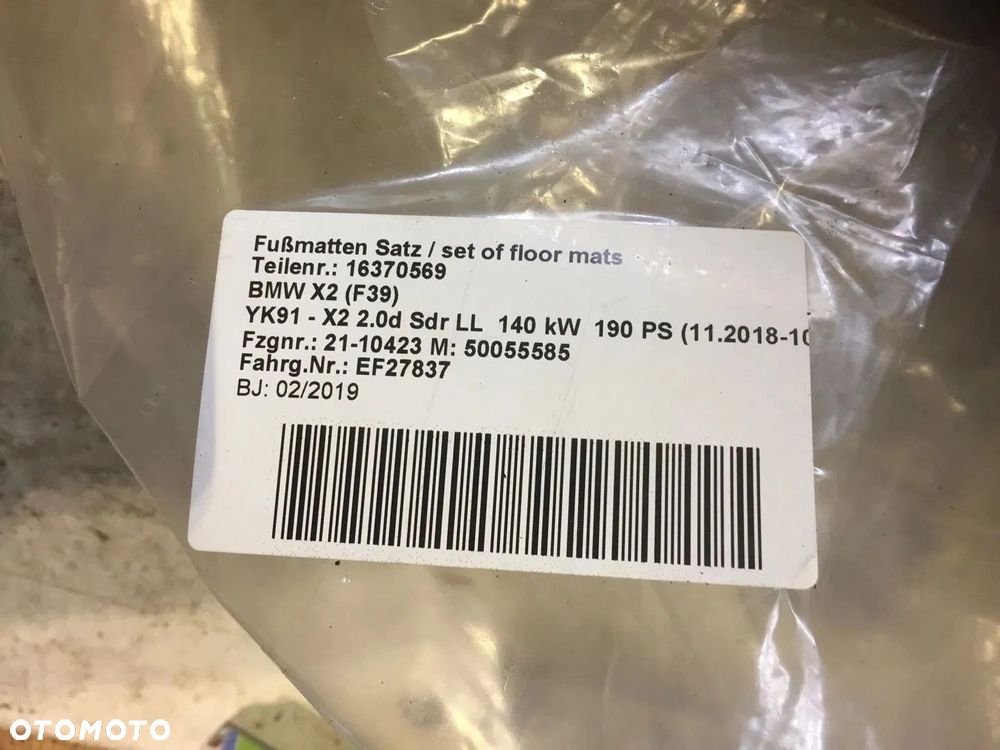 Fußmatten Satz / set of floor mats
Teilenr.: 16370569
BMW X2 (F39)
YK91 - X2 2.0d Sdr LL 140 kW 190 PS (11.2018-10
Fzgnr.: 21-10423 M: 50055585
Fahrg.Nr.: EF27837
BJ: 02/2019
OTOMOTO